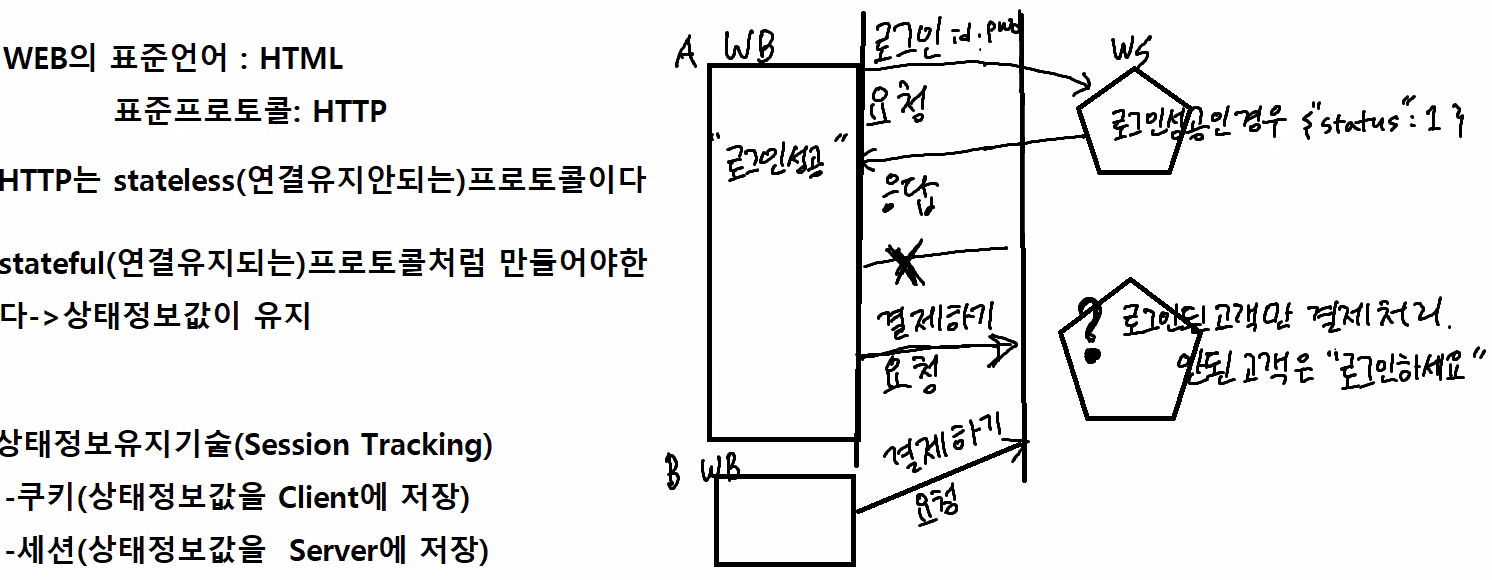 WEB의 표준언어 : HTML
표준프로토콜: HTTP
HTTP는 stateless(연결유지안되는)프로토콜이다
stateful(연결유지되는)프로토콜처럼 만들어야한
다->상태정보값이 유지
상태정보유지기술(Session Tracking)
-쿠키(상태정보값을 Client에 저장)
-세션(상태정보값을 Server에 저장)
A WB
로그인 id.pwd
요청
WS
로그인성공인경우 {"status":1}
"로그인성공"
응답
X
결제하기
요청
? 로그인된고객만 결제처리.
안된고객은 "로그인하세요"
B WB
결제하기
요청